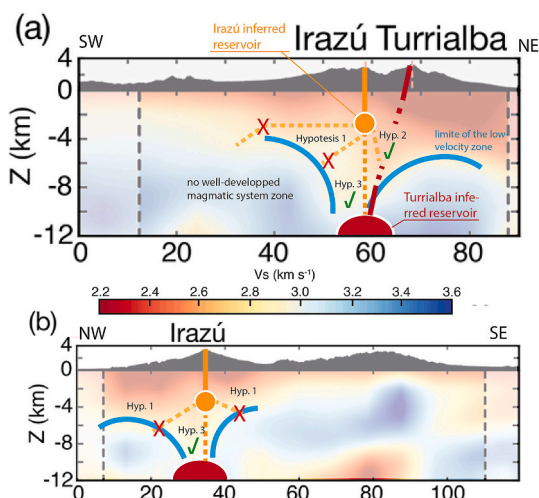 (a)
SW
Irazú inferred
reservoir
Irazú Turrialba
NE
4
0
-4
-8
-12
Z (km)
X
X
Hypotesis 1
Hyp. 2
✓
limite of the low
velocity zone
no well-developped
magmatic system zone
Hyp. 3
✓
Turrialba infe-
rred reservoir
0 20 40 60 80
Vs (km s⁻¹)
2.2 2.4 2.6 2.8 3.0 3.2 3.4 3.6
(b)
NW
Irazú
SE
4
0
-4
-8
-12
Z (km)
Hyp. 1
Hyp. 1
X
X
Hyp. 3
✓
0 20 40 60 80 100